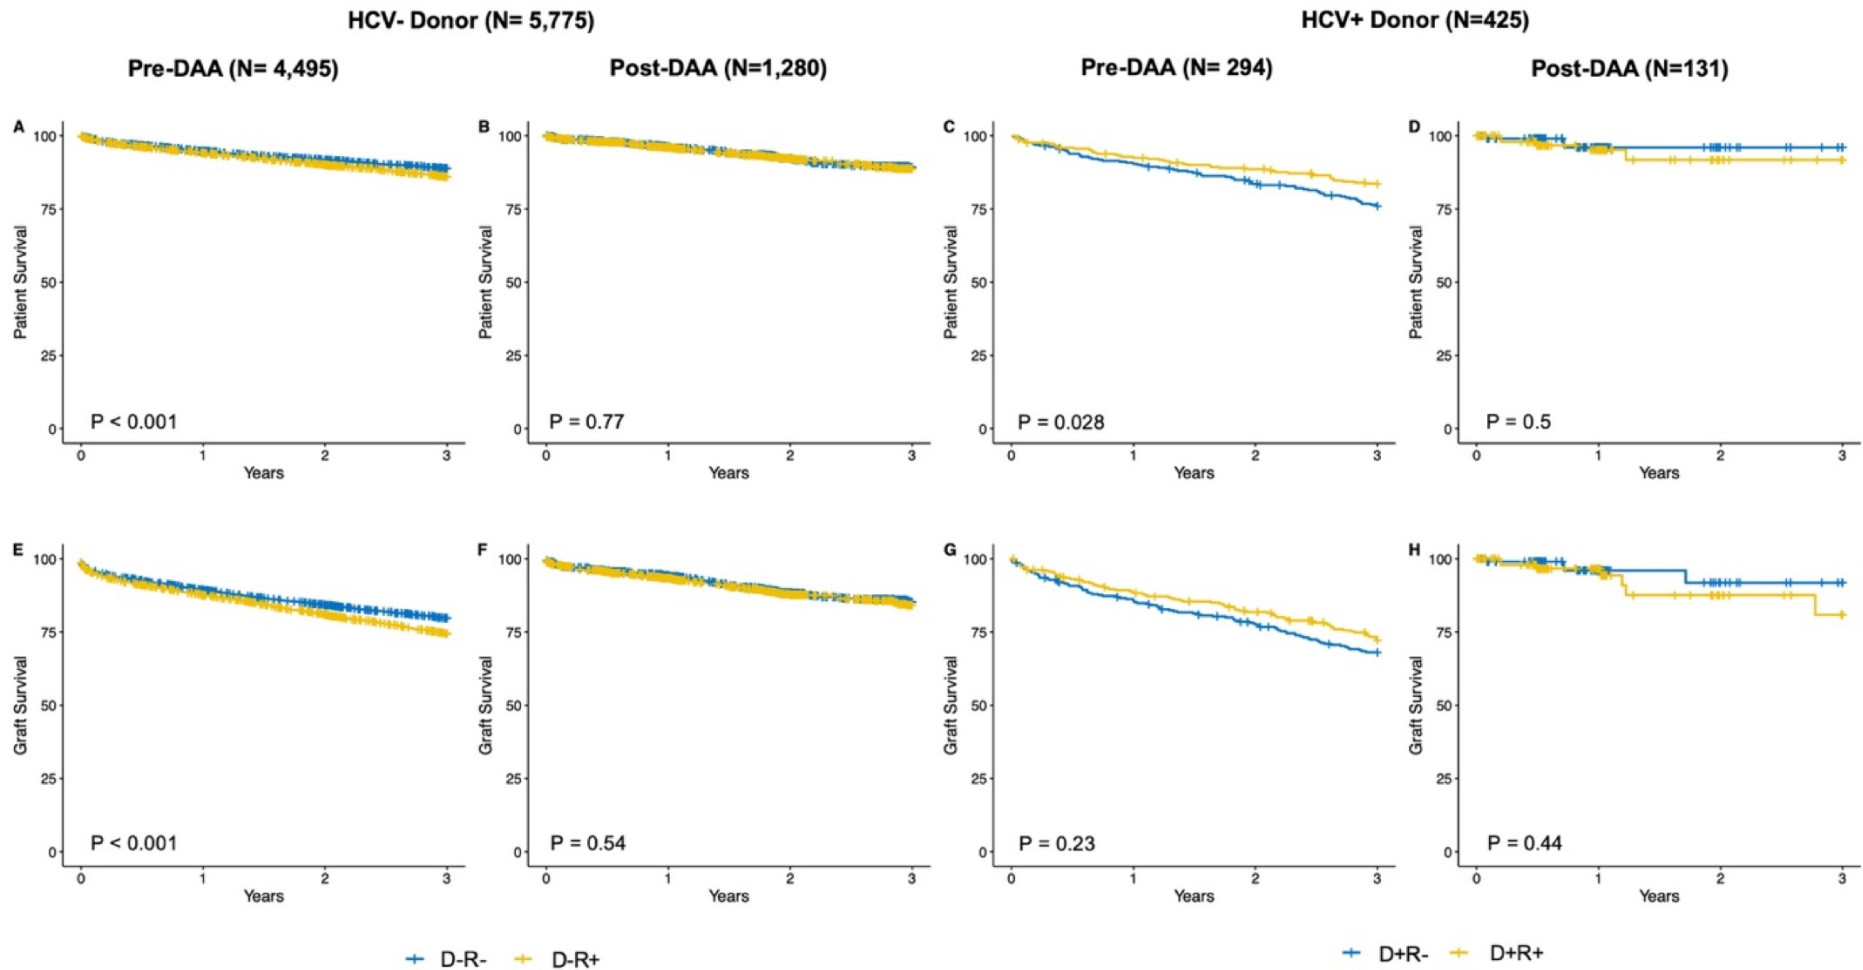 HCV- Donor (N= 5,775)
HCV+ Donor (N=425)
Pre-DAA (N= 4,495)
Post-DAA (N=1,280)
Pre-DAA (N= 294)
Post-DAA (N=131)
A
100
75
50
25
0
Patient Survival
P < 0.001
0 1 2 3
Years
B
100
75
50
25
0
Patient Survival
P = 0.77
0 1 2 3
Years
C
100
75
50
25
0
Patient Survival
P = 0.028
0 1 2 3
Years
D
100
75
50
25
0
Patient Survival
P = 0.5
0 1 2 3
Years
E
100
75
50
25
0
Graft Survival
P < 0.001
0 1 2 3
Years
F
100
75
50
25
0
Graft Survival
P = 0.54
0 1 2 3
Years
G
100
75
50
25
0
Graft Survival
P = 0.23
0 1 2 3
Years
H
100
75
50
25
0
Graft Survival
P = 0.44
0 1 2 3
Years
D-R- D-R+
D+R- D+R+